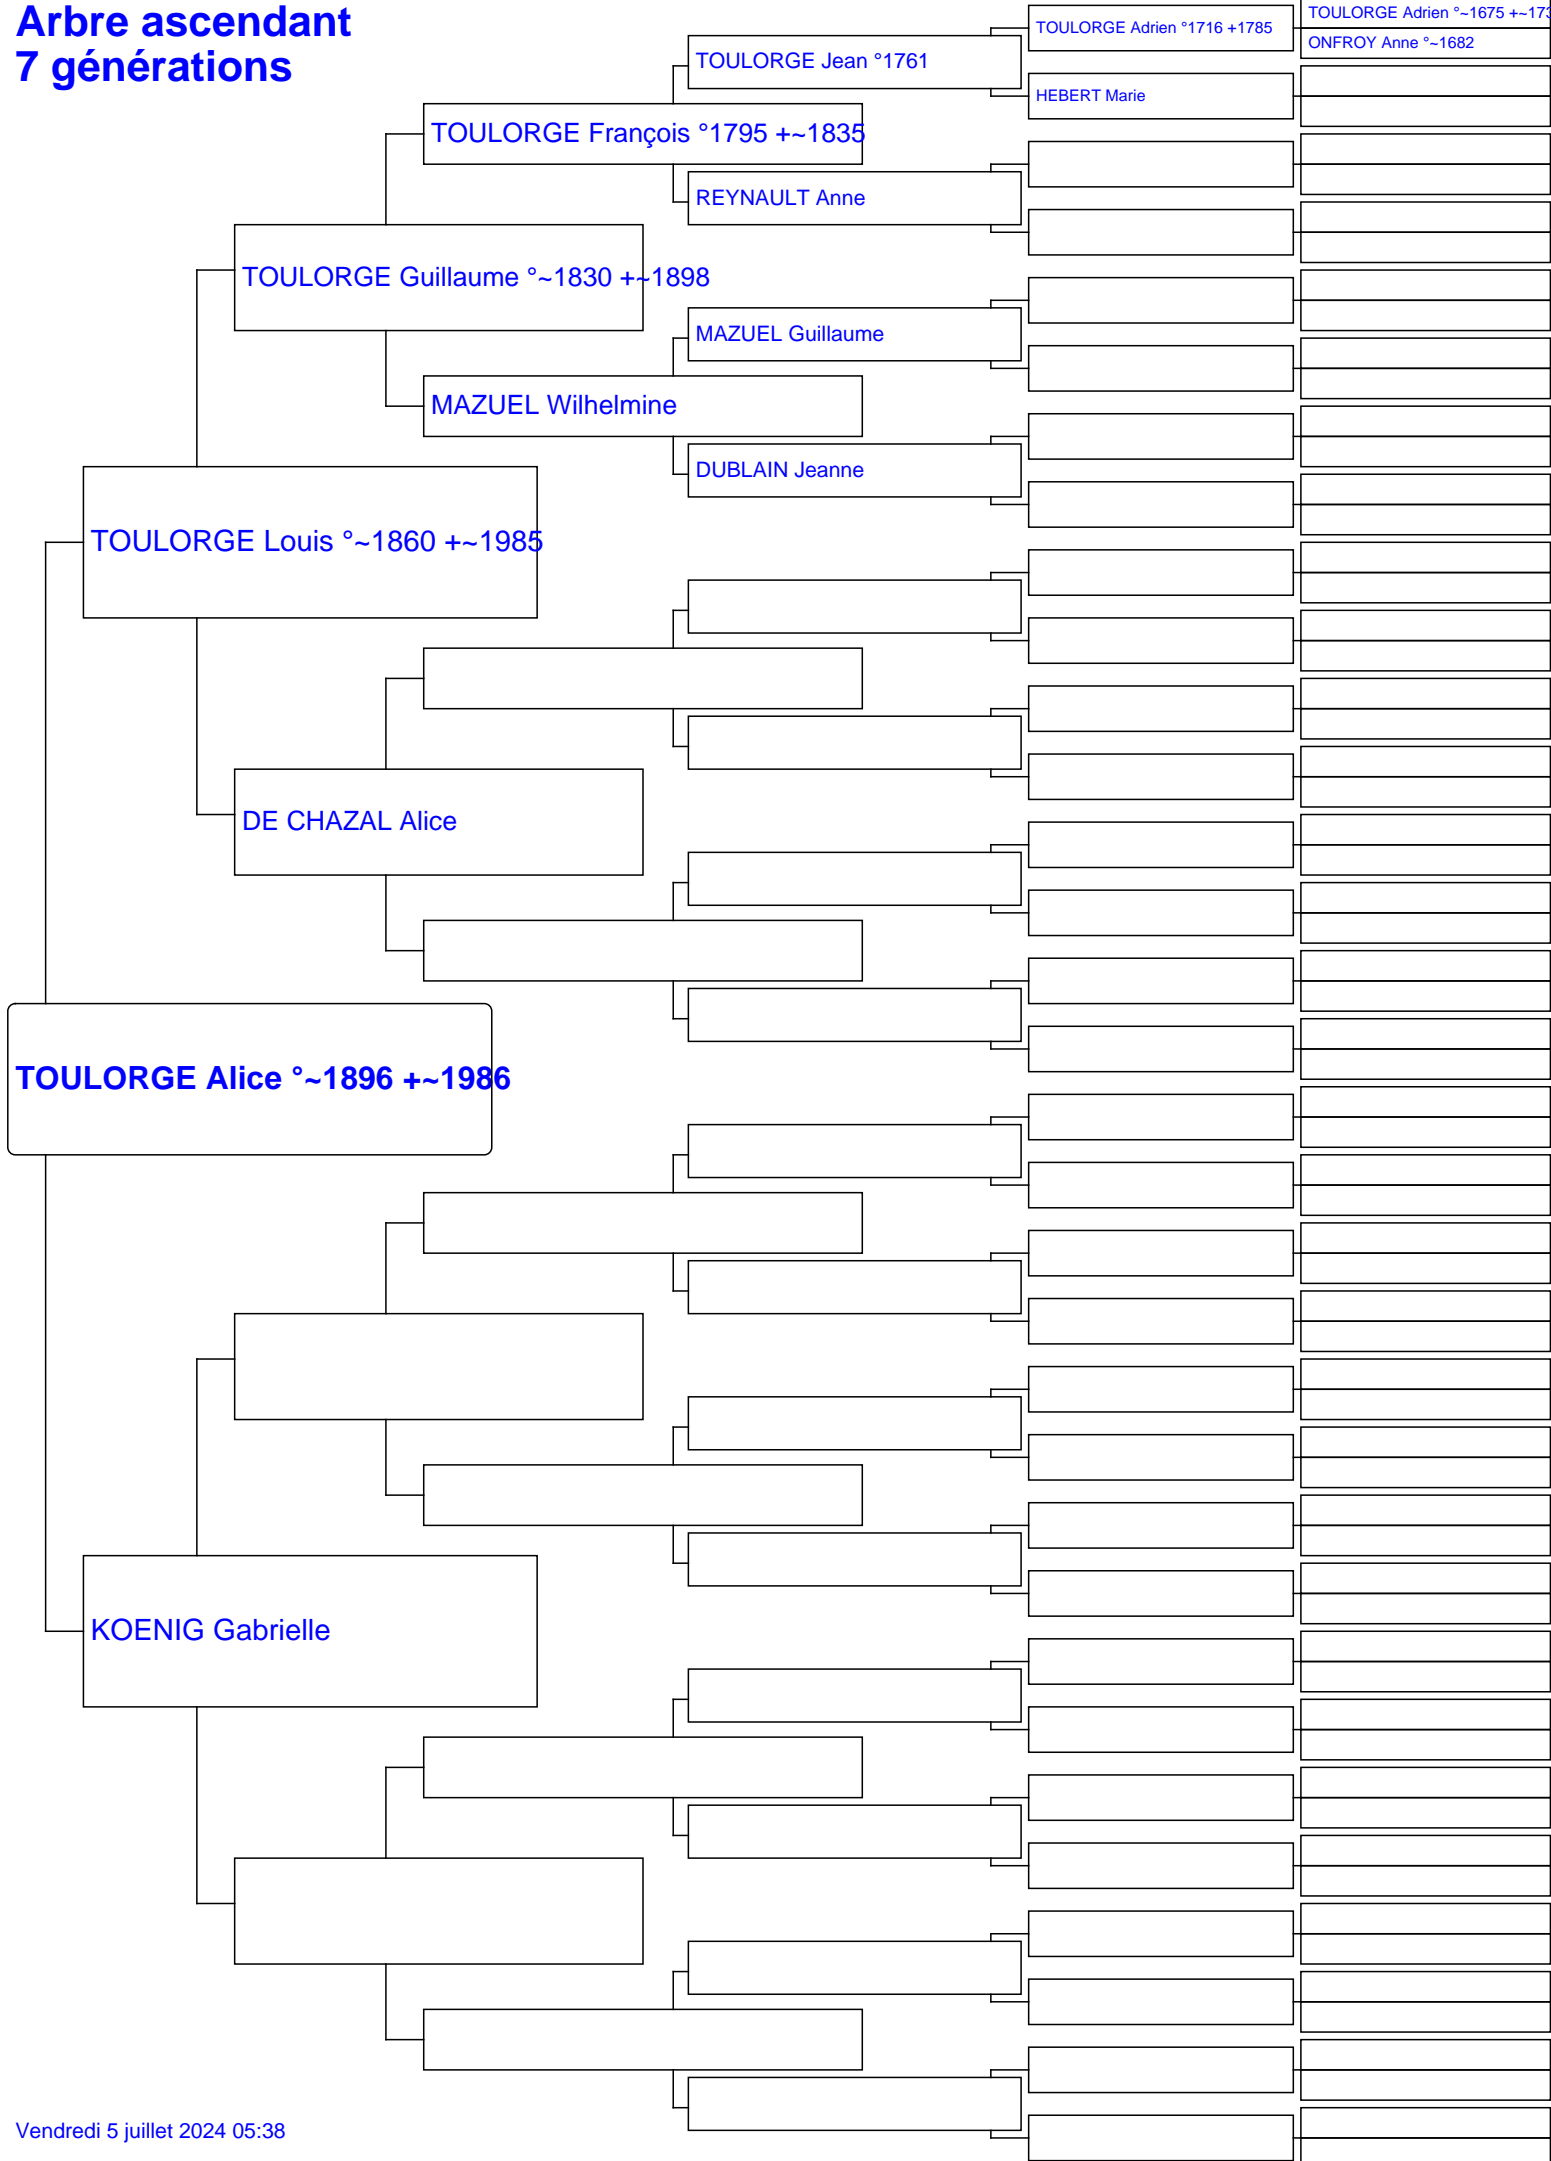 Arbre ascendant
7 générations
TOULORGE Adrien °~1675 +~173
TOULORGE Adrien °1716 +1785
ONFROY Anne °~1682
TOULORGE Jean °1761
HEBERT Marie
TOULORGE François °1795 +~1835
REYNAULT Anne
TOULORGE Guillaume °~1830 +~1898
MAZUEL Guillaume
MAZUEL Wilhelmine
DUBLAIN Jeanne
TOULORGE Louis °~1860 +~1985
DE CHAZAL Alice
TOULORGE Alice °~1896 +~1986
KOENIG Gabrielle
Vendredi 5 juillet 2024 05:38